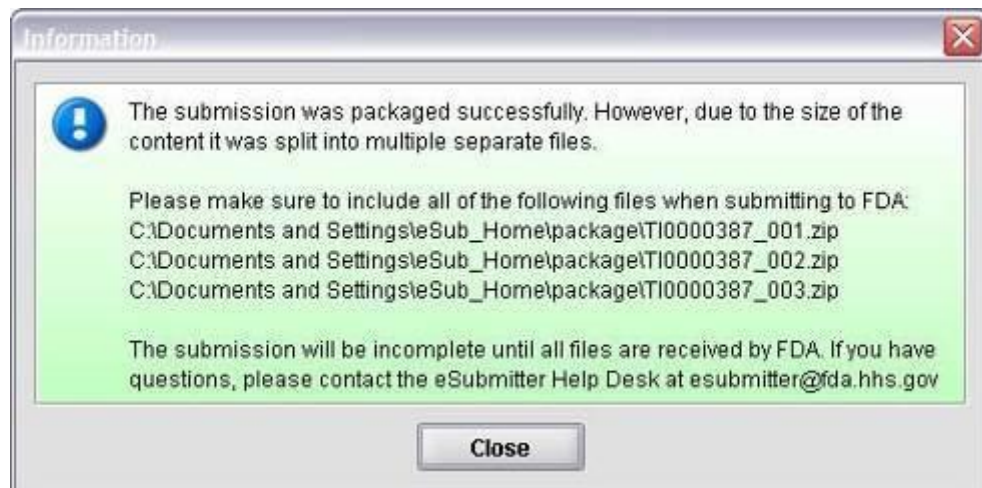 Information
The submission was packaged successfully. However, due to the size of the
content it was split into multiple separate files.
Please make sure to include all of the following files when submitting to FDA:
C:\Documents and Settings\eSub_Home\package\TI0000387_001.zip
C:\Documents and Settings\eSub_Home\package\TI0000387_002.zip
C:\Documents and Settings\eSub_Home\package\TI0000387_003.zip
The submission will be incomplete until all files are received by FDA. If you have
questions, please contact the eSubmitter Help Desk at esubmitter@fda.hhs.gov
Close